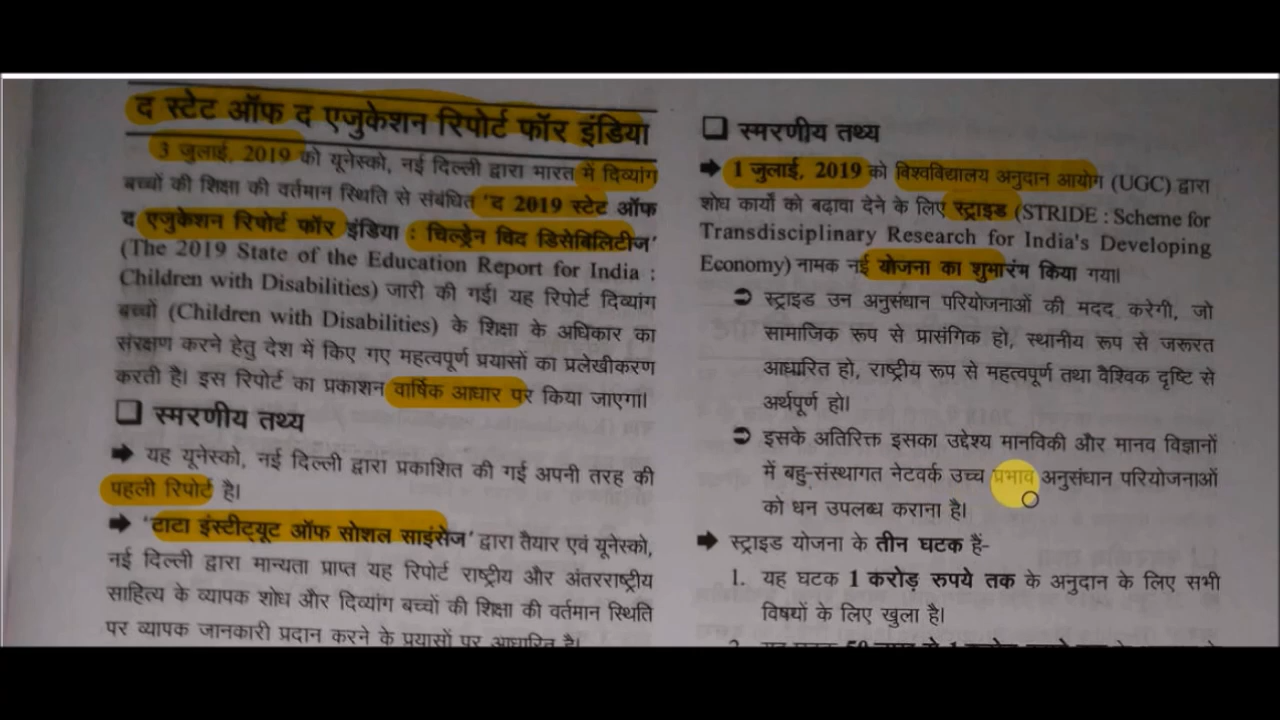 द स्टेट ऑफ द एजुकेशन रिपोर्ट फॉर इंडिया
3 जुलाई, 2019 को यूनेस्को, नई दिल्ली द्वारा भारत में दिव्यांग
बच्चों की शिक्षा की वर्तमान स्थिति से संबंधित 'द 2019 स्टेट ऑफ
द एजुकेशन रिपोर्ट फॉर इंडिया : चिल्ड्रेन विद डिसेबिलिटीज'
(The 2019 State of the Education Report for India :
Children with Disabilities) जारी की गई। यह रिपोर्ट दिव्यांग
बच्चों (Children with Disabilities) के शिक्षा के अधिकार का
संरक्षण करने हेतु देश में किए गए महत्वपूर्ण प्रयासों का प्रलेखीकरण
करती है। इस रिपोर्ट का प्रकाशन वार्षिक आधार पर किया जाएगा।
❑ स्मरणीय तथ्य
➡ यह यूनेस्को, नई दिल्ली द्वारा प्रकाशित की गई अपनी तरह की
पहली रिपोर्ट है।
➡ 'टाटा इंस्टीट्यूट ऑफ सोशल साइंसेज' द्वारा तैयार एवं यूनेस्को,
नई दिल्ली द्वारा मान्यता प्राप्त यह रिपोर्ट राष्ट्रीय और अंतरराष्ट्रीय
साहित्य के व्यापक शोध और दिव्यांग बच्चों की शिक्षा की वर्तमान स्थिति
पर व्यापक जानकारी प्रदान करने के प्रयासों पर आधारित है।
❑ स्मरणीय तथ्य
➡ 1 जुलाई, 2019 को विश्वविद्यालय अनुदान आयोग (UGC) द्वारा
शोध कार्यों को बढ़ावा देने के लिए स्ट्राइड (STRIDE : Scheme for
Transdisciplinary Research for India's Developing
Economy) नामक नई योजना का शुभारंभ किया गया।
➲ स्ट्राइड उन अनुसंधान परियोजनाओं की मदद करेगी, जो
सामाजिक रूप से प्रासंगिक हो, स्थानीय रूप से जरूरत
आधारित हो, राष्ट्रीय रूप से महत्वपूर्ण तथा वैश्विक दृष्टि से
अर्थपूर्ण हो।
➲ इसके अतिरिक्त इसका उद्देश्य मानविकी और मानव विज्ञानों
में बहु-संस्थागत नेटवर्क उच्च प्रभाव अनुसंधान परियोजनाओं
को धन उपलब्ध कराना है।
➡ स्ट्राइड योजना के तीन घटक हैं-
1. यह घटक 1 करोड़ रुपये तक के अनुदान के लिए सभी
विषयों के लिए खुला है।